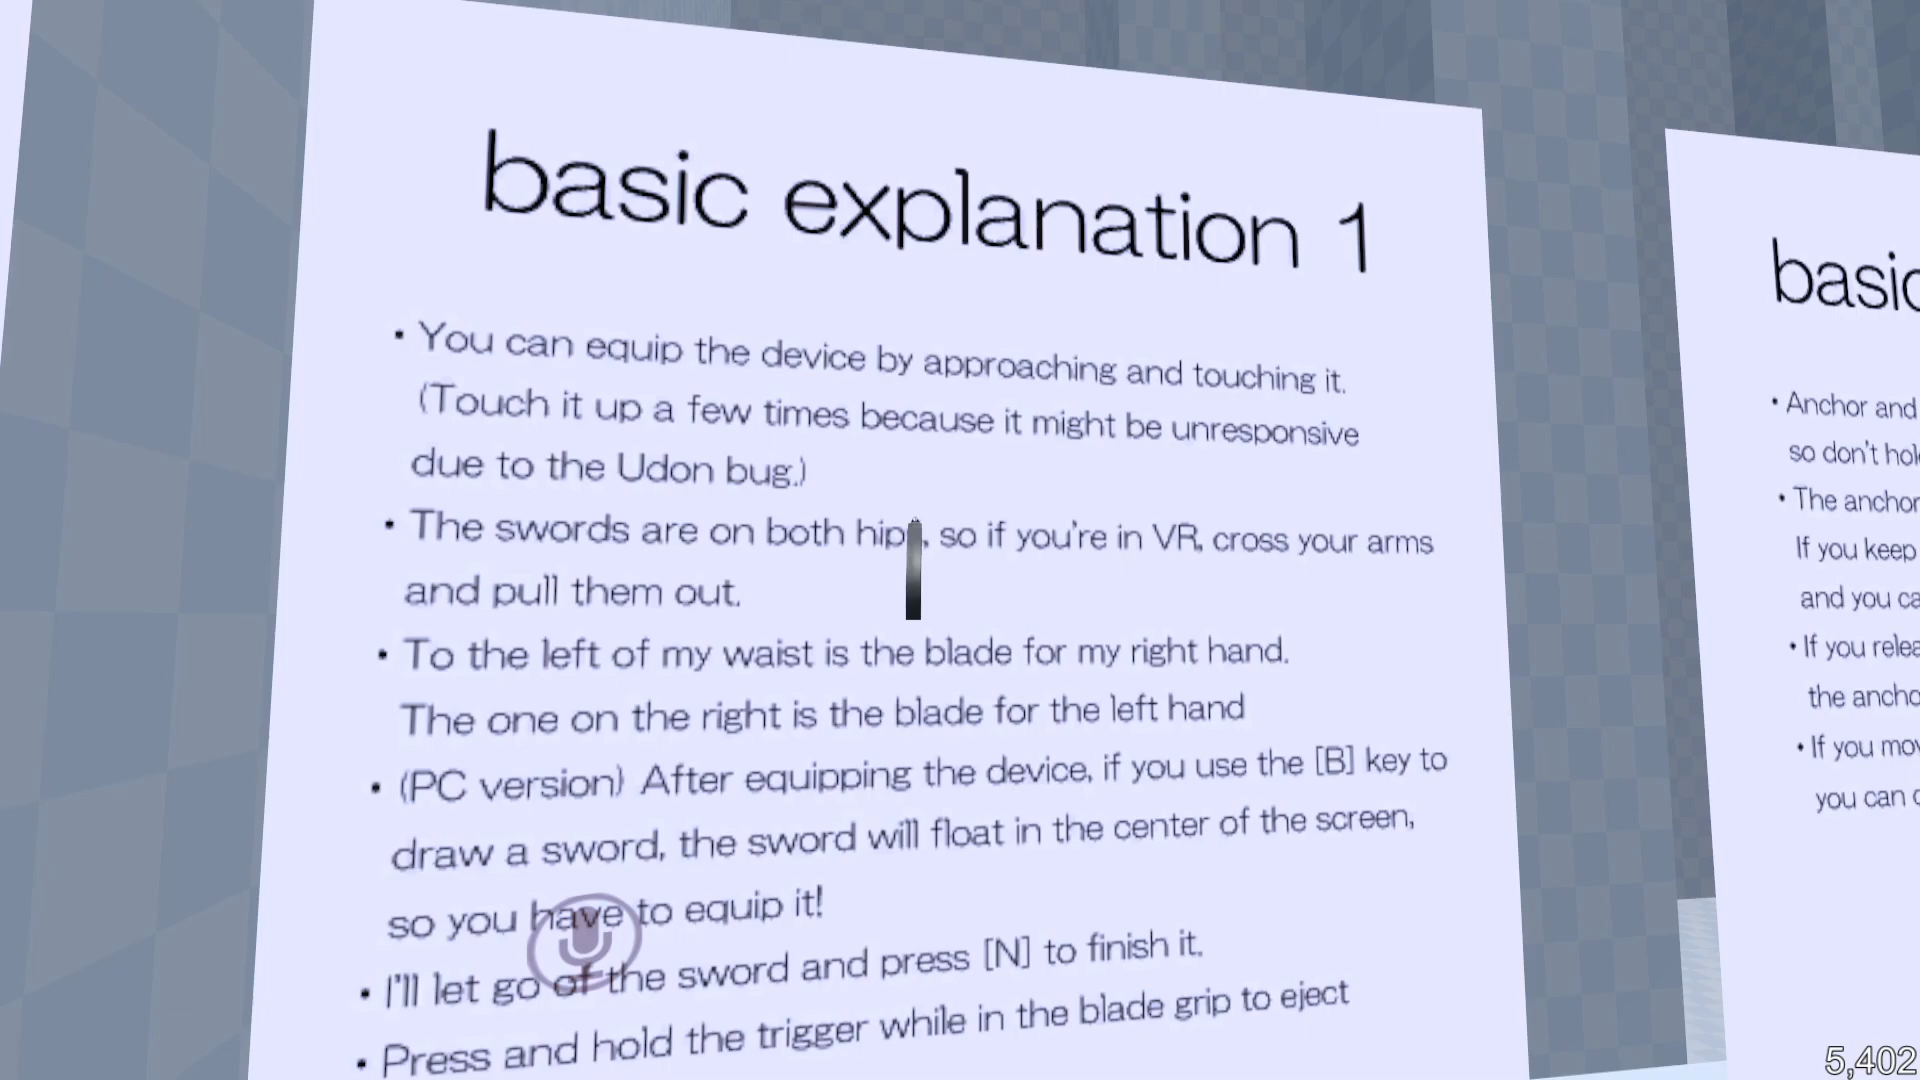 basic explanation 1
• You can equip the device by approaching and touching it.
(Touch it up a few times because it might be unresponsive
due to the Udon bug.)
• The swords are on both hip, so if you're in VR, cross your arms
and pull them out.
• To the left of my waist is the blade for my right hand.
The one on the right is the blade for the left hand
• (PC version) After equipping the device, if you use the [B] key to
draw a sword, the sword will float in the center of the screen,
so you have to equip it!
• I'll let go of the sword and press [N] to finish it.
• Press and hold the trigger while in the blade grip to eject
basic
• Anchor and
so don't hol
• The anchor
If you keep
and you ca
• If you relea
the ancho
• If you mov
you can
5,402